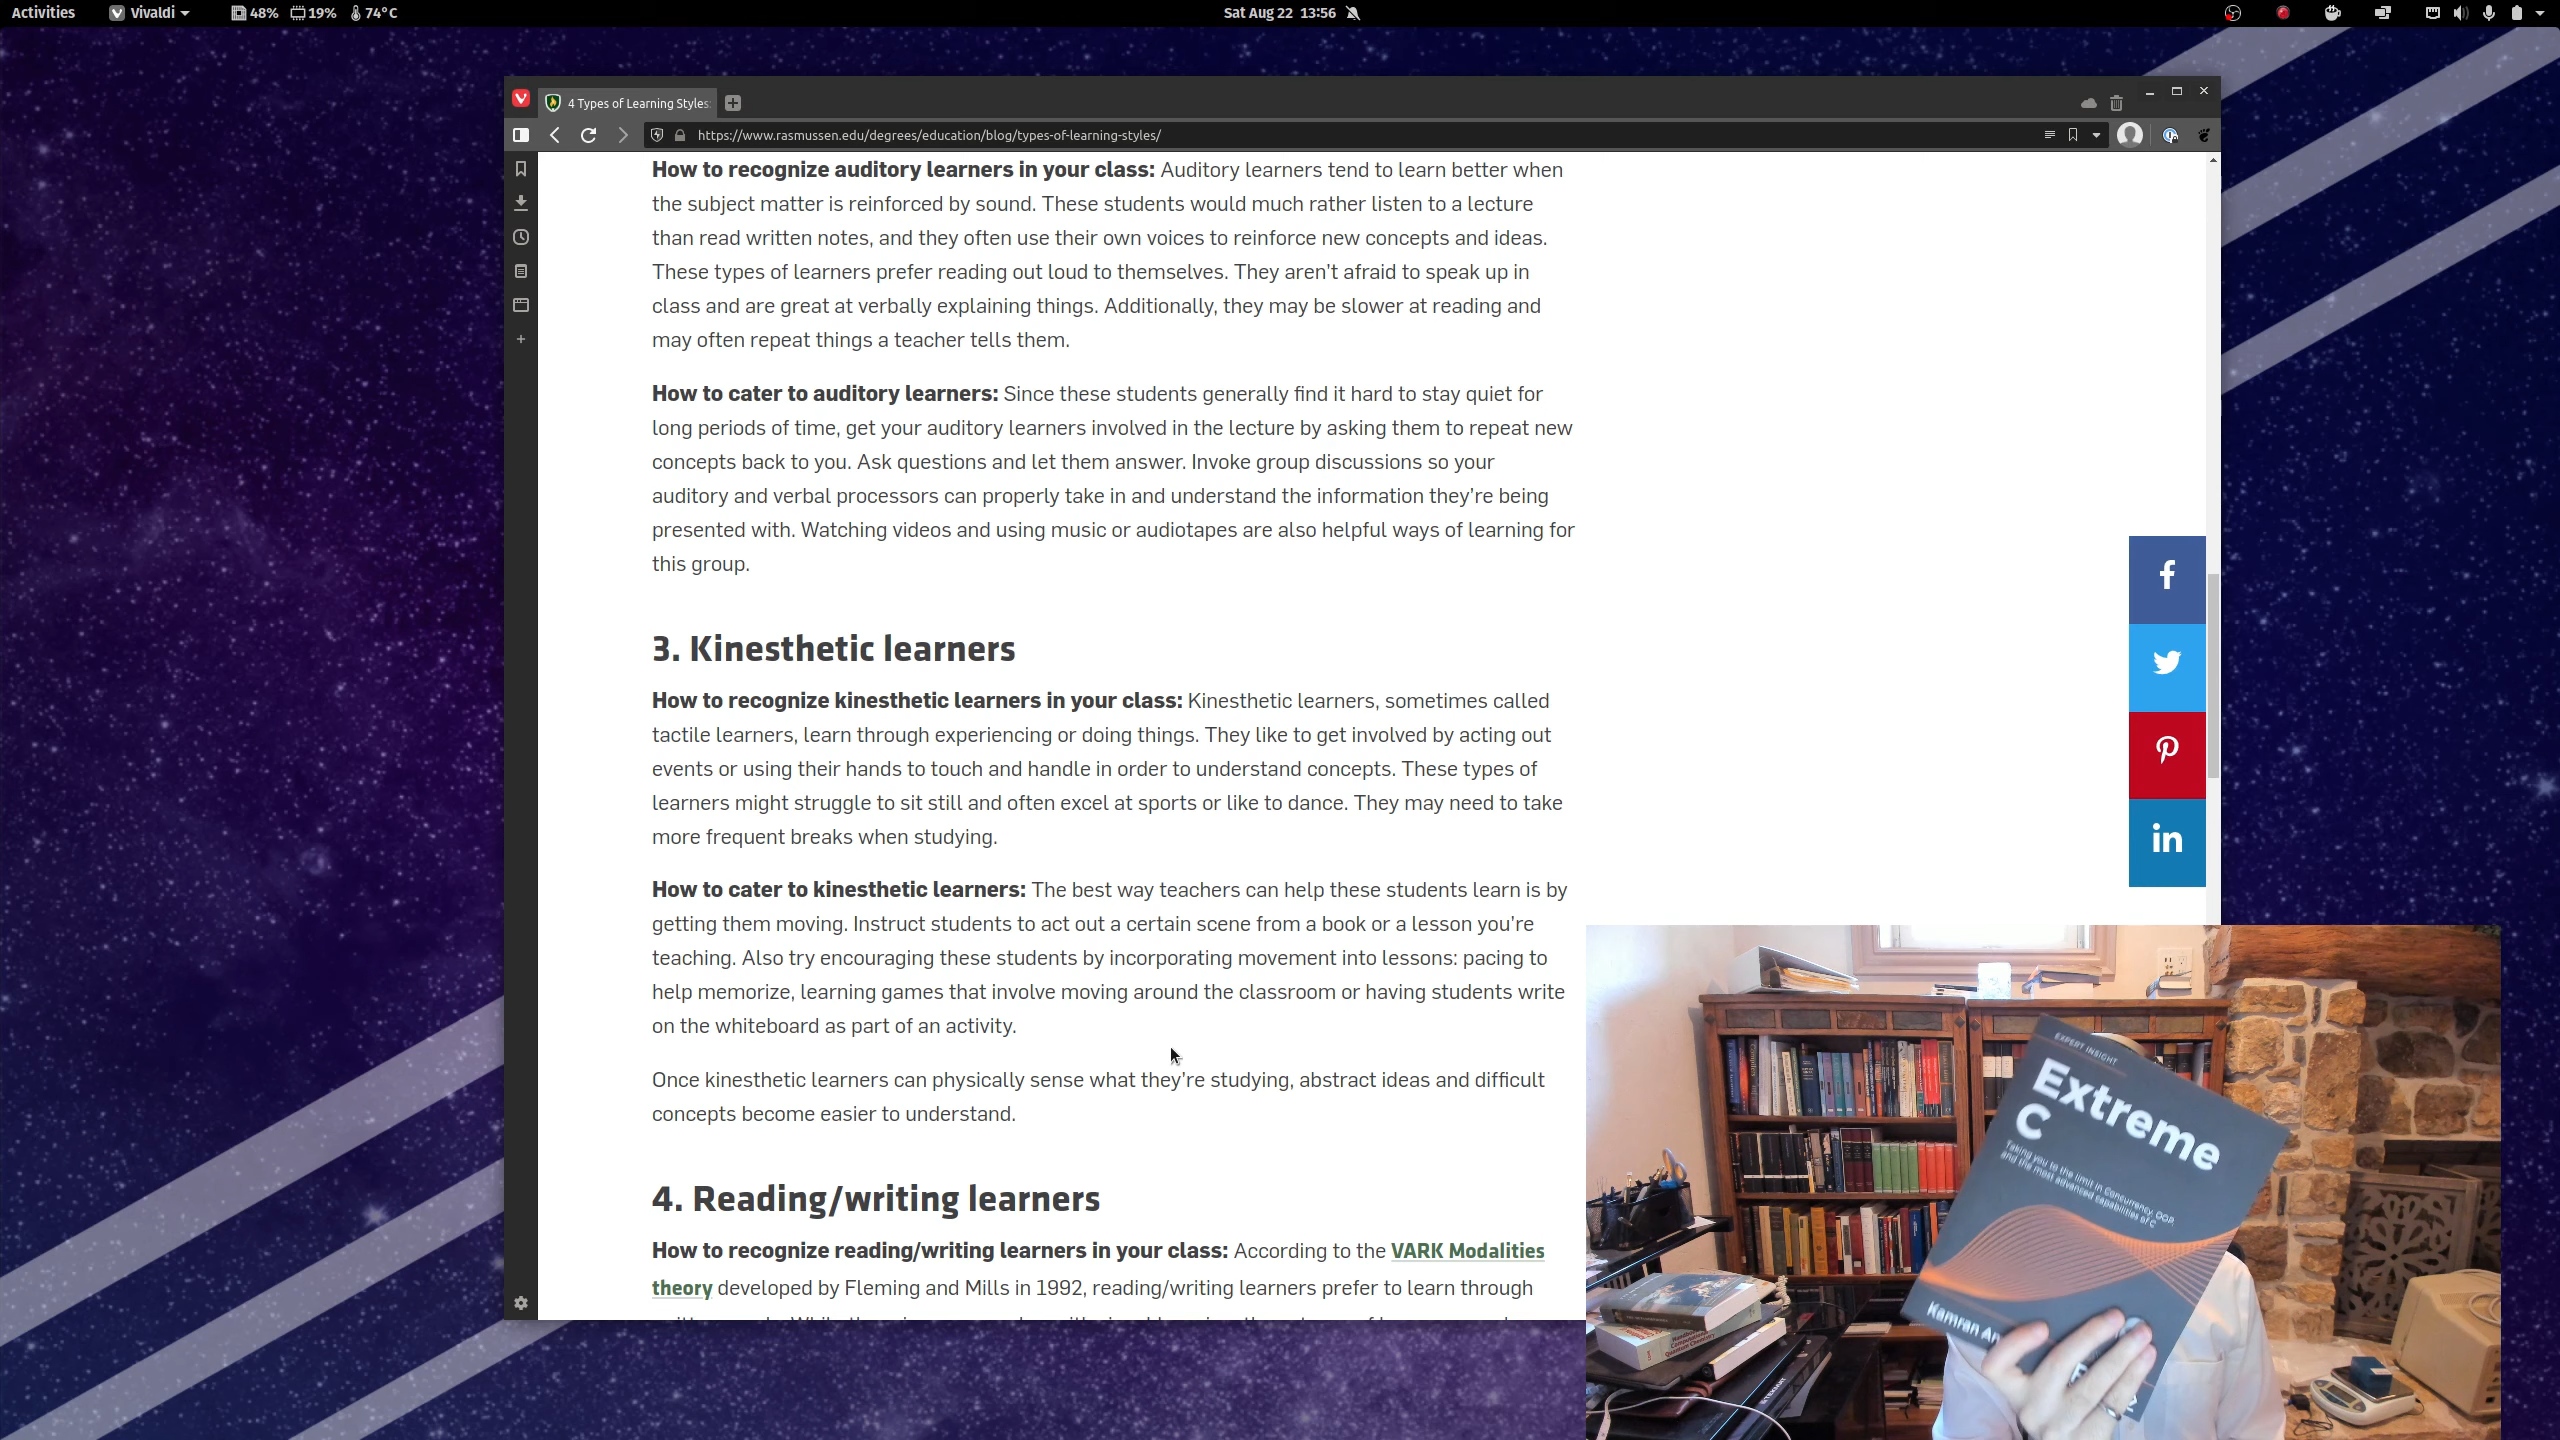 Activities
Vivaldi
48%
19%
74°C
Sat Aug 22 13:56
4 Types of Learning Styles:
https://www.rasmussen.edu/degrees/education/blog/types-of-learning-styles/
How to recognize auditory learners in your class: Auditory learners tend to learn better when
the subject matter is reinforced by sound. These students would much rather listen to a lecture
than read written notes, and they often use their own voices to reinforce new concepts and ideas.
These types of learners prefer reading out loud to themselves. They aren't afraid to speak up in
class and are great at verbally explaining things. Additionally, they may be slower at reading and
may often repeat things a teacher tells them.
How to cater to auditory learners: Since these students generally find it hard to stay quiet for
long periods of time, get your auditory learners involved in the lecture by asking them to repeat new
concepts back to you. Ask questions and let them answer. Invoke group discussions so your
auditory and verbal processors can properly take in and understand the information they're being
presented with. Watching videos and using music or audiotapes are also helpful ways of learning for
this group.
3. Kinesthetic learners
How to recognize kinesthetic learners in your class: Kinesthetic learners, sometimes called
tactile learners, learn through experiencing or doing things. They like to get involved by acting out
events or using their hands to touch and handle in order to understand concepts. These types of
learners might struggle to sit still and often excel at sports or like to dance. They may need to take
more frequent breaks when studying.
How to cater to kinesthetic learners: The best way teachers can help these students learn is by
getting them moving. Instruct students to act out a certain scene from a book or a lesson you're
teaching. Also try encouraging these students by incorporating movement into lessons: pacing to
help memorize, learning games that involve moving around the classroom or having students write
on the whiteboard as part of an activity.
Once kinesthetic learners can physically sense what they're studying, abstract ideas and difficult
concepts become easier to understand.
4. Reading/writing learners
How to recognize reading/writing learners in your class: According to the VARK Modalities
theory developed by Fleming and Mills in 1992, reading/writing learners prefer to learn through
EXPERT INSIGHT
Extreme
C
Taking you to the limit in Concurrency, OOP,
and the most advanced capabilities of C
Kamran